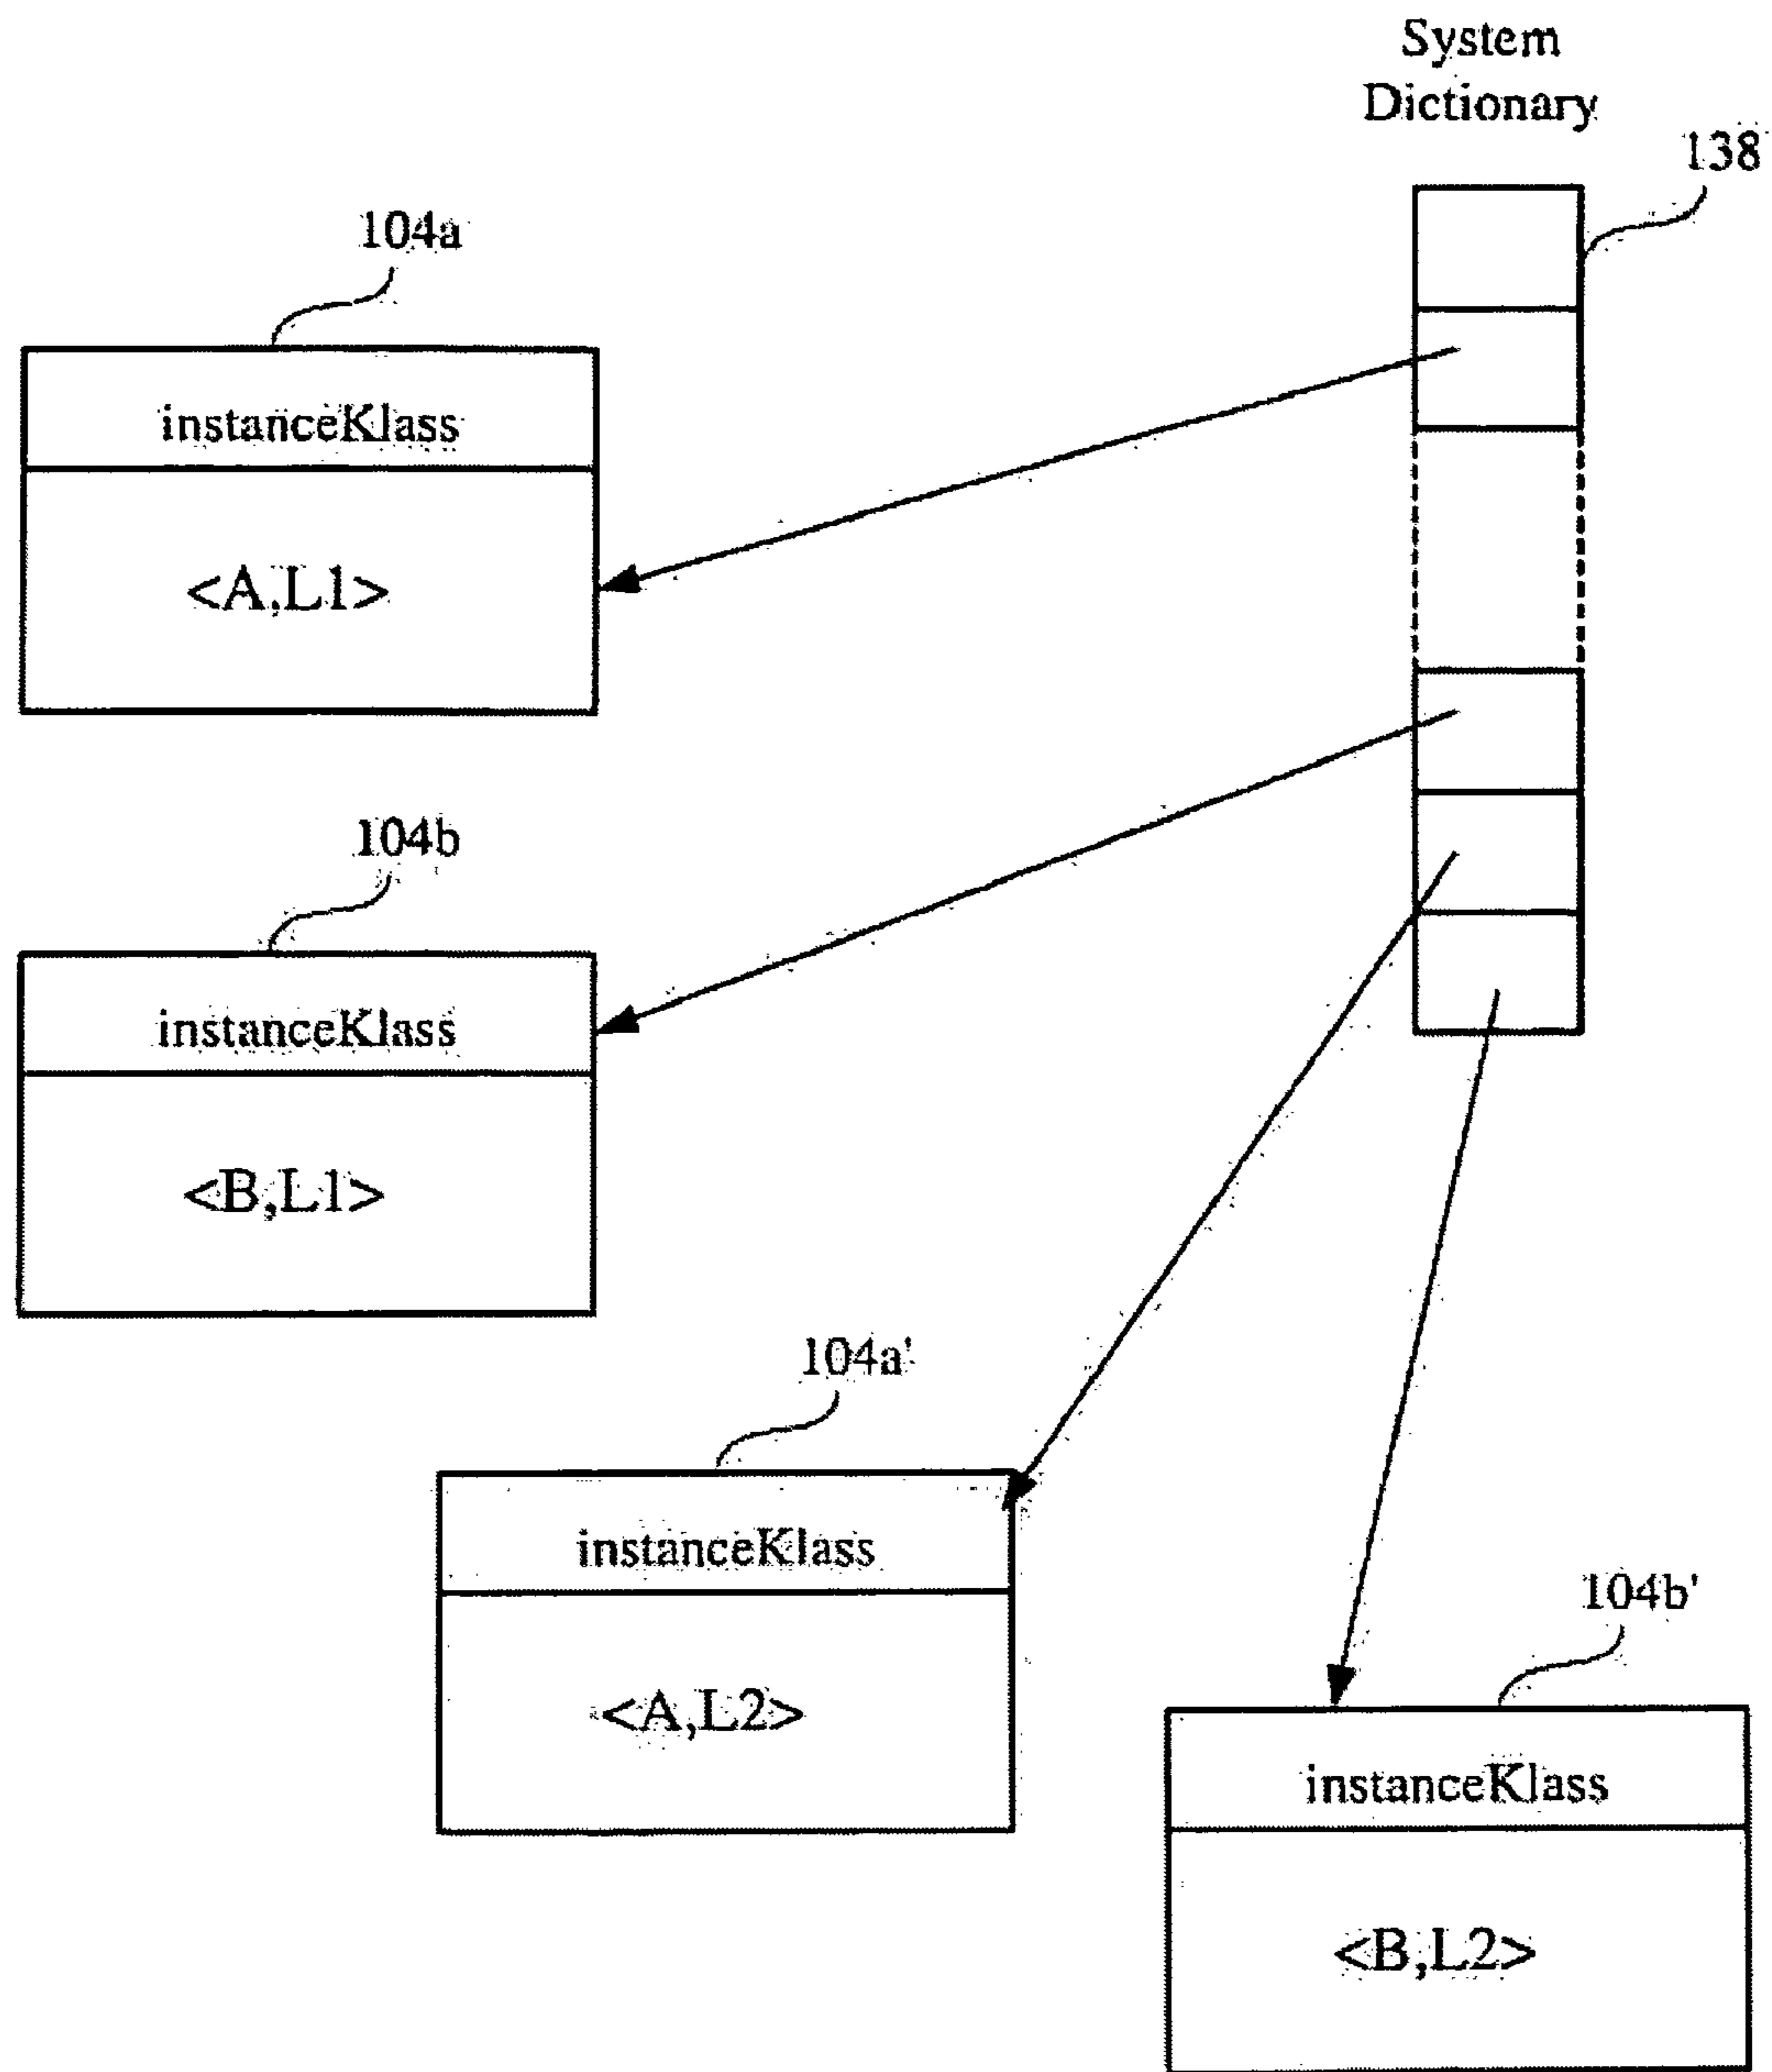 System
Dictionary
138
104a
instanceKlass
<A,L1>
104b
instanceKlass
<B,L1>
104a'
instanceKlass
<A,L2>
104b'
instanceKlass
<B,L2>